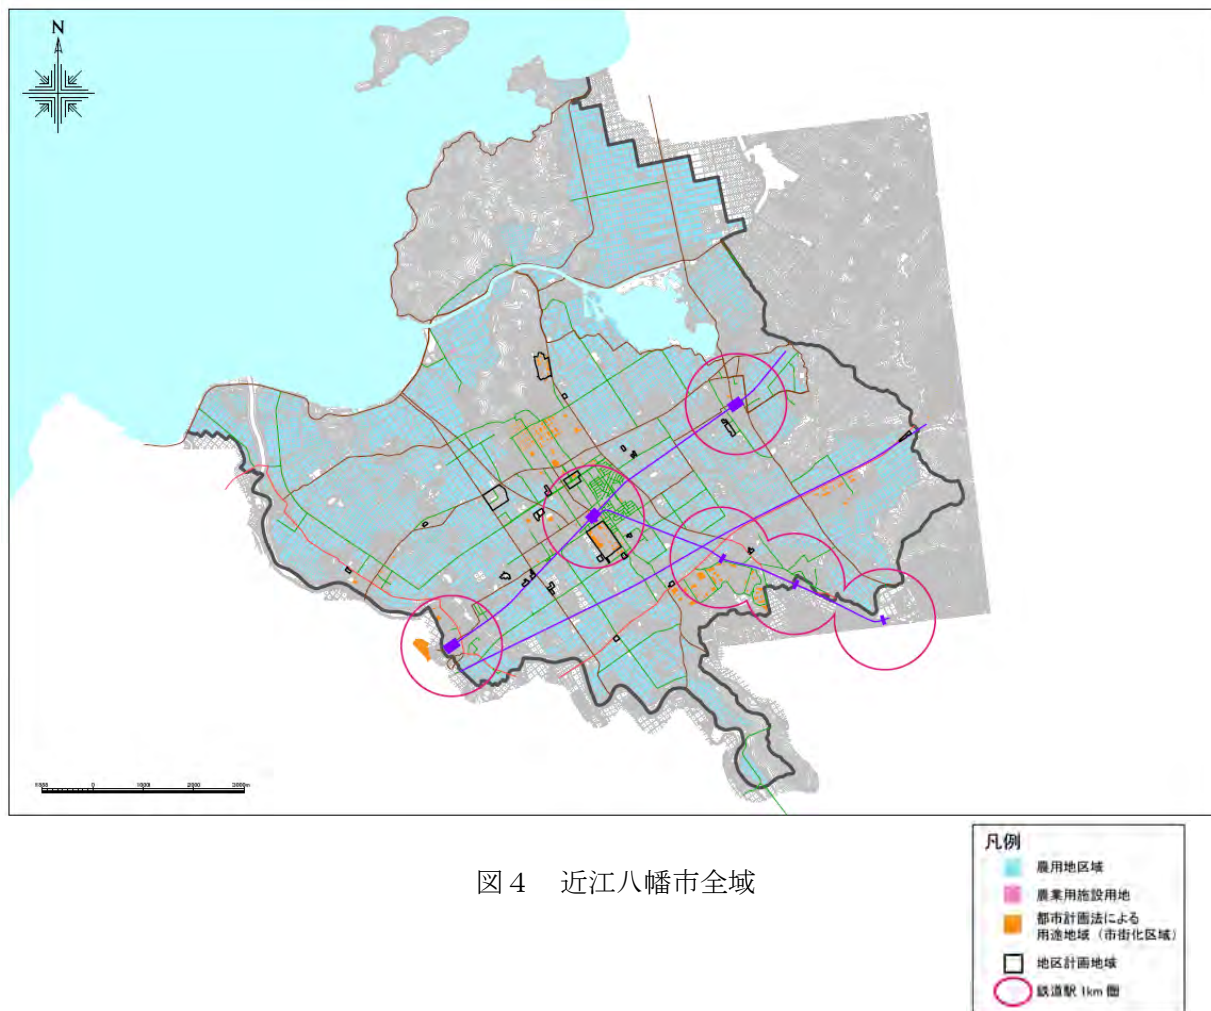 N
0
2000
図4 近江八幡市全域
凡例
農用地区域
農業用施設用地
都市計画法による
用途地域（市街化区域）
地区計画地域
鉄道駅 1km 圏